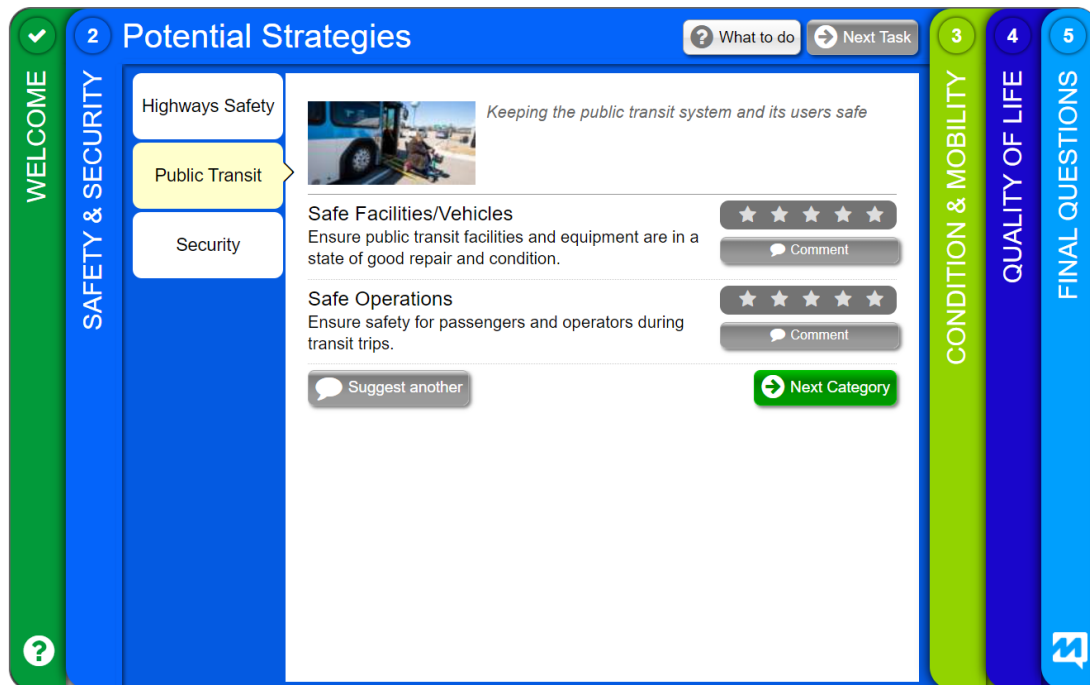 WELCOME
2
SAFETY & SECURITY
Potential Strategies
? What to do
Next Task
Highways Safety
Public Transit
Security
Keeping the public transit system and its users safe
Safe Facilities/Vehicles
Ensure public transit facilities and equipment are in a
state of good repair and condition.
Comment
Safe Operations
Ensure safety for passengers and operators during
transit trips.
Comment
Suggest another
Next Category
3
CONDITION & MOBILITY
4
QUALITY OF LIFE
5
FINAL QUESTIONS
?